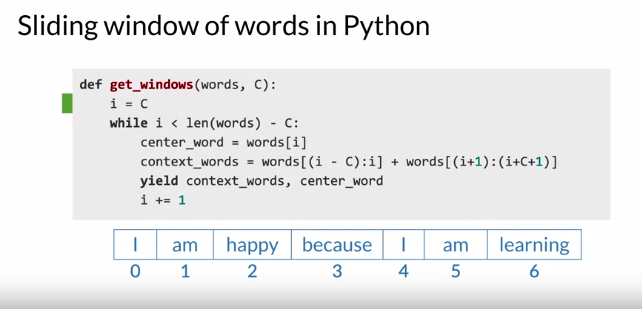 Sliding window of words in Python
def get_windows(words, C):
    i = C
    while i < len(words) - C:
        center_word = words[i]
        context_words = words[(i - C):i] + words[(i+1):(i+C+1)]
        yield context_words, center_word
        i += 1
I am happy because I am learning
0 1 2 3 4 5 6